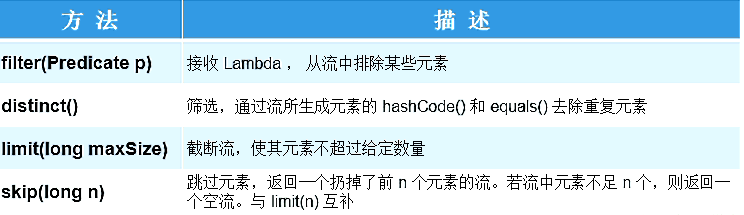 方 法 描 述
filter(Predicate p) 接收 Lambda ， 从流中排除某些元素
distinct() 筛选，通过流所生成元素的 hashCode() 和 equals() 去除重复元素
limit(long maxSize) 截断流，使其元素不超过给定数量
skip(long n) 跳过元素，返回一个扔掉了前 n 个元素的流。若流中元素不足 n 个，则返回
一个空流。与 limit(n) 互补